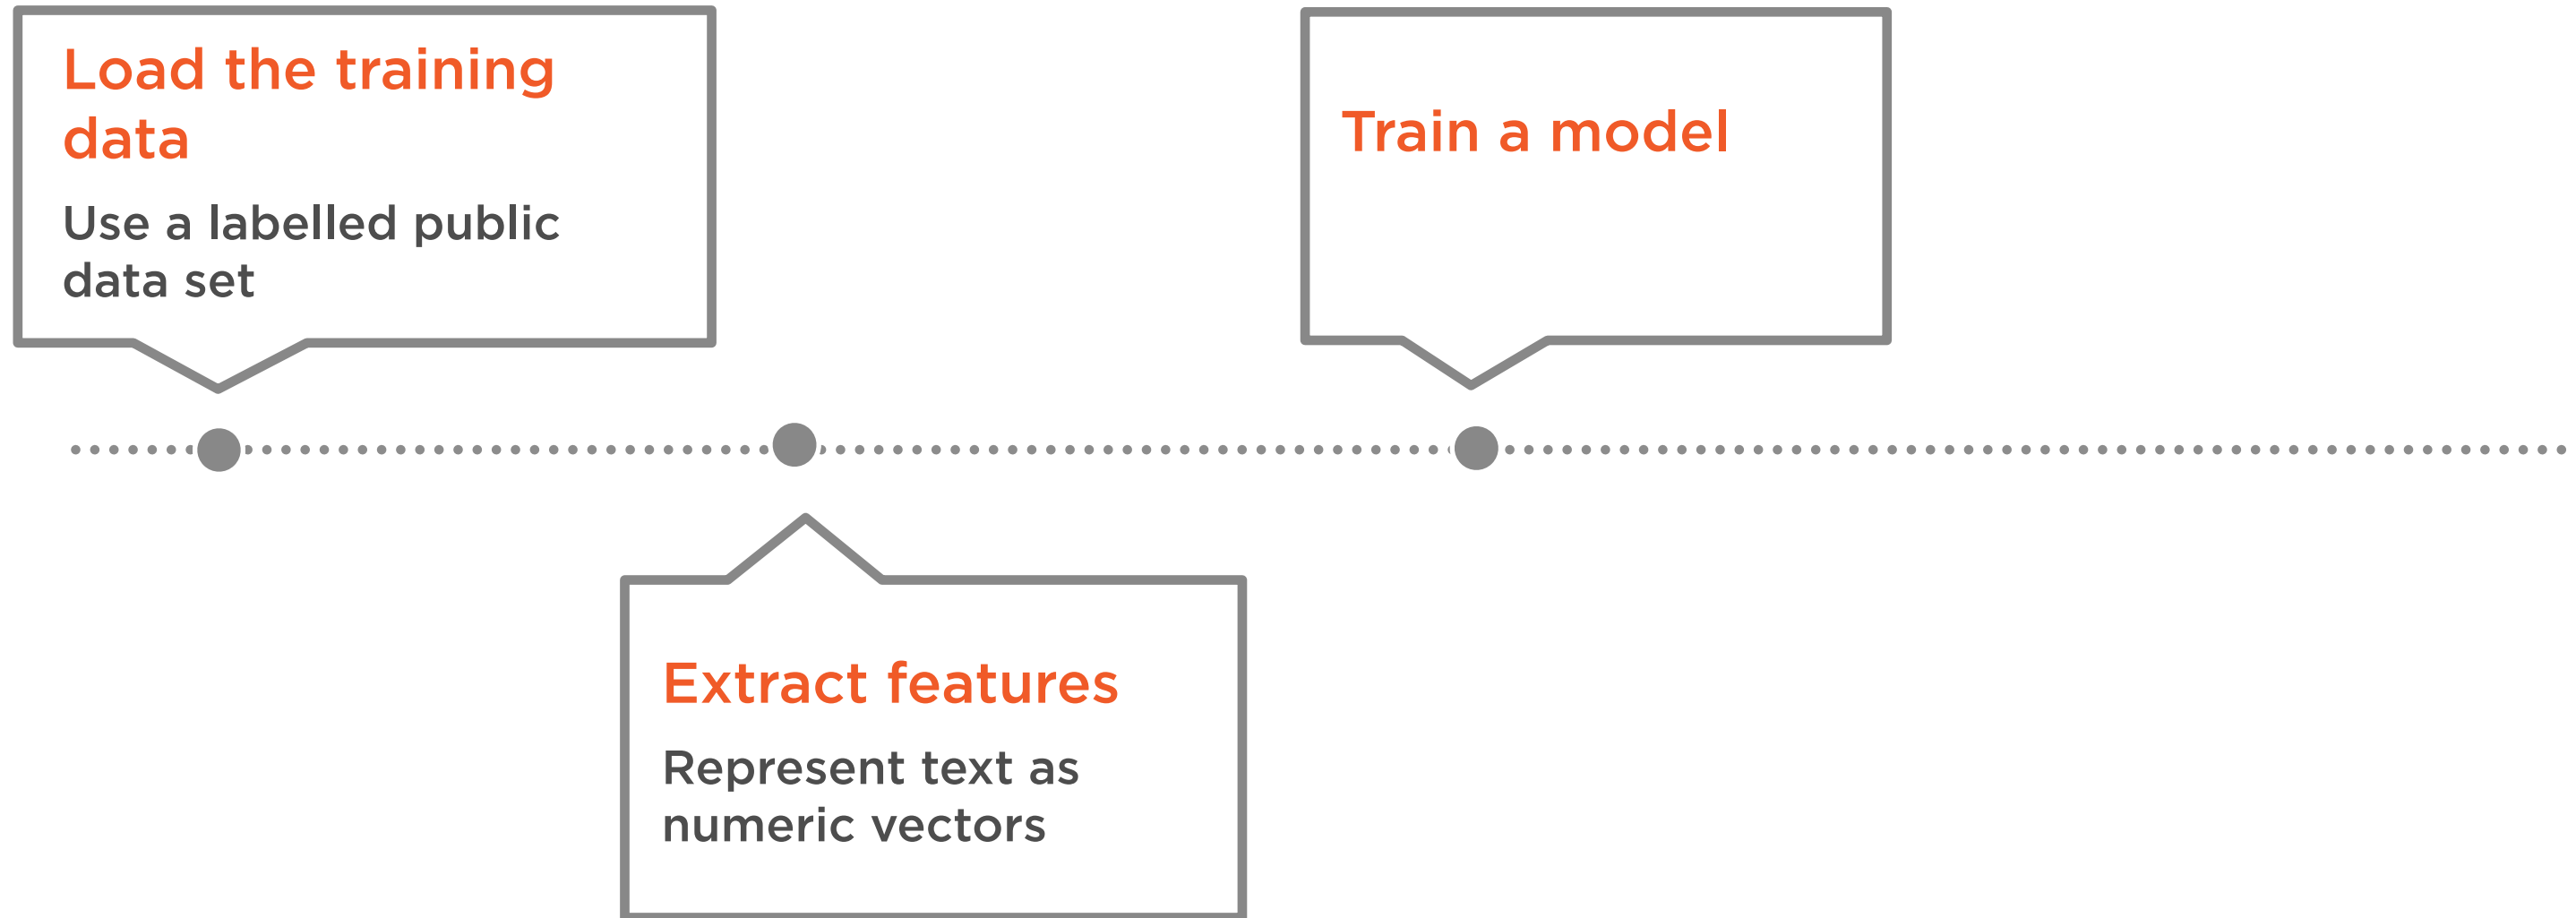 Load the training
data
Use a labelled public
data set
Extract features
Represent text as
numeric vectors
Train a model